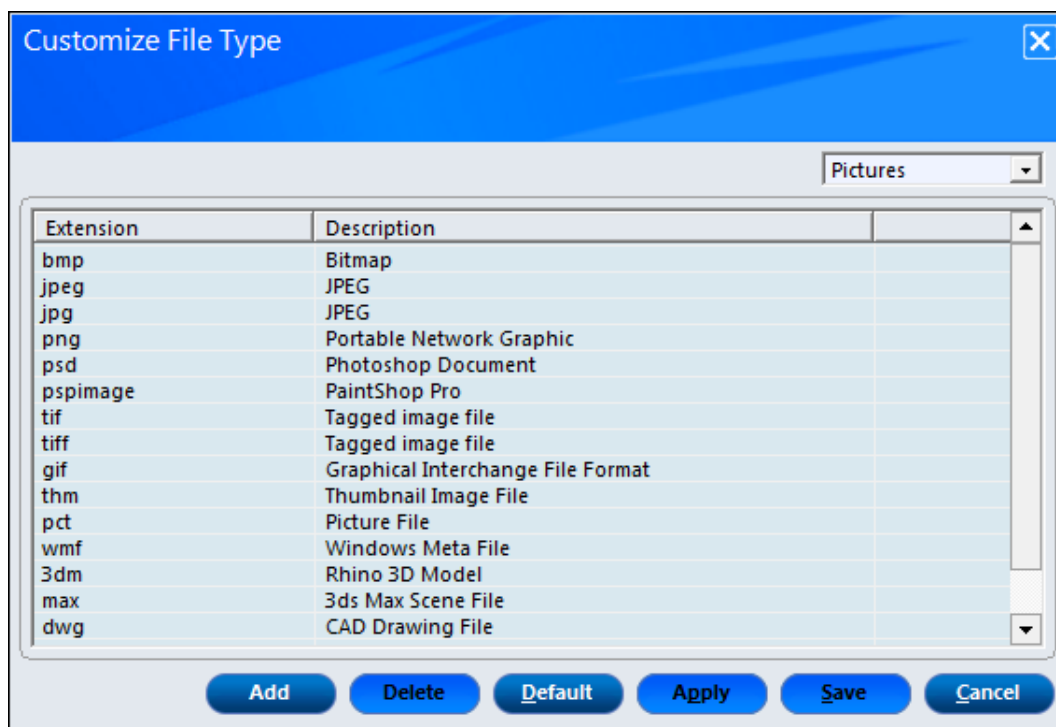 Customize File Type
Pictures
Extension Description
bmp Bitmap
jpeg JPEG
jpg JPEG
png Portable Network Graphic
psd Photoshop Document
pspimage PaintShop Pro
tif Tagged image file
tiff Tagged image file
gif Graphical Interchange File Format
thm Thumbnail Image File
pct Picture File
wmf Windows Meta File
3dm Rhino 3D Model
max 3ds Max Scene File
dwg CAD Drawing File
Add Delete Default Apply Save Cancel